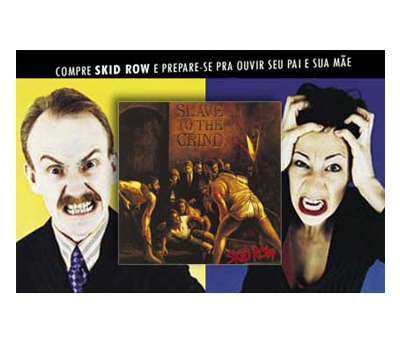 COMPRE SKID ROW E PREPARE-SE PRA OUVIR SEU PAI E SUA MÃE
SLAVE
TO THE
GRIND
SKID ROW